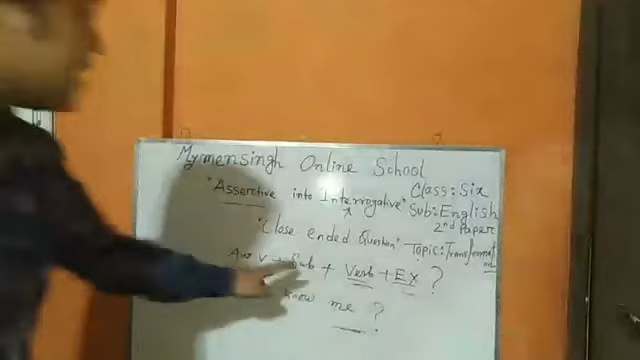 Mymensingh Online School
"Assertive into Interrogative" Class: Six
Sub: English
2nd Paper
"Close ended Question" Topic: Transformation
Aux V + Sub + Verb + Ex ?
know me ?